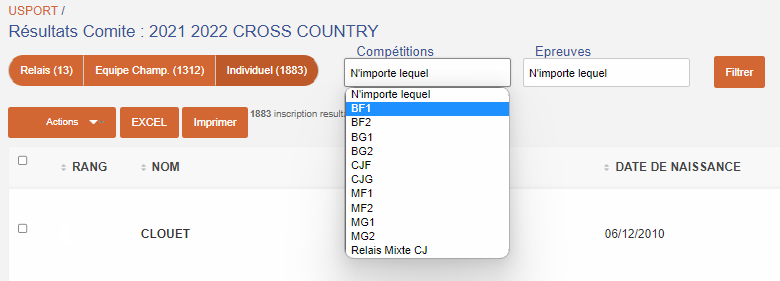 USPORT /
Résultats Comite : 2021 2022 CROSS COUNTRY
Compétitions
Epreuves
Relais (13)
Equipe Champ. (1312)
Individuel (1883)
N'importe lequel
N'importe lequel
Filtrer
N'importe lequel
BF1
BF2
BG1
BG2
CJF
CJG
MF1
MF2
MG1
MG2
Relais Mixte CJ
Actions
EXCEL
Imprimer
1883 inscription resulta
RANG
NOM
DATE DE NAISSANCE
CLOUET
06/12/2010